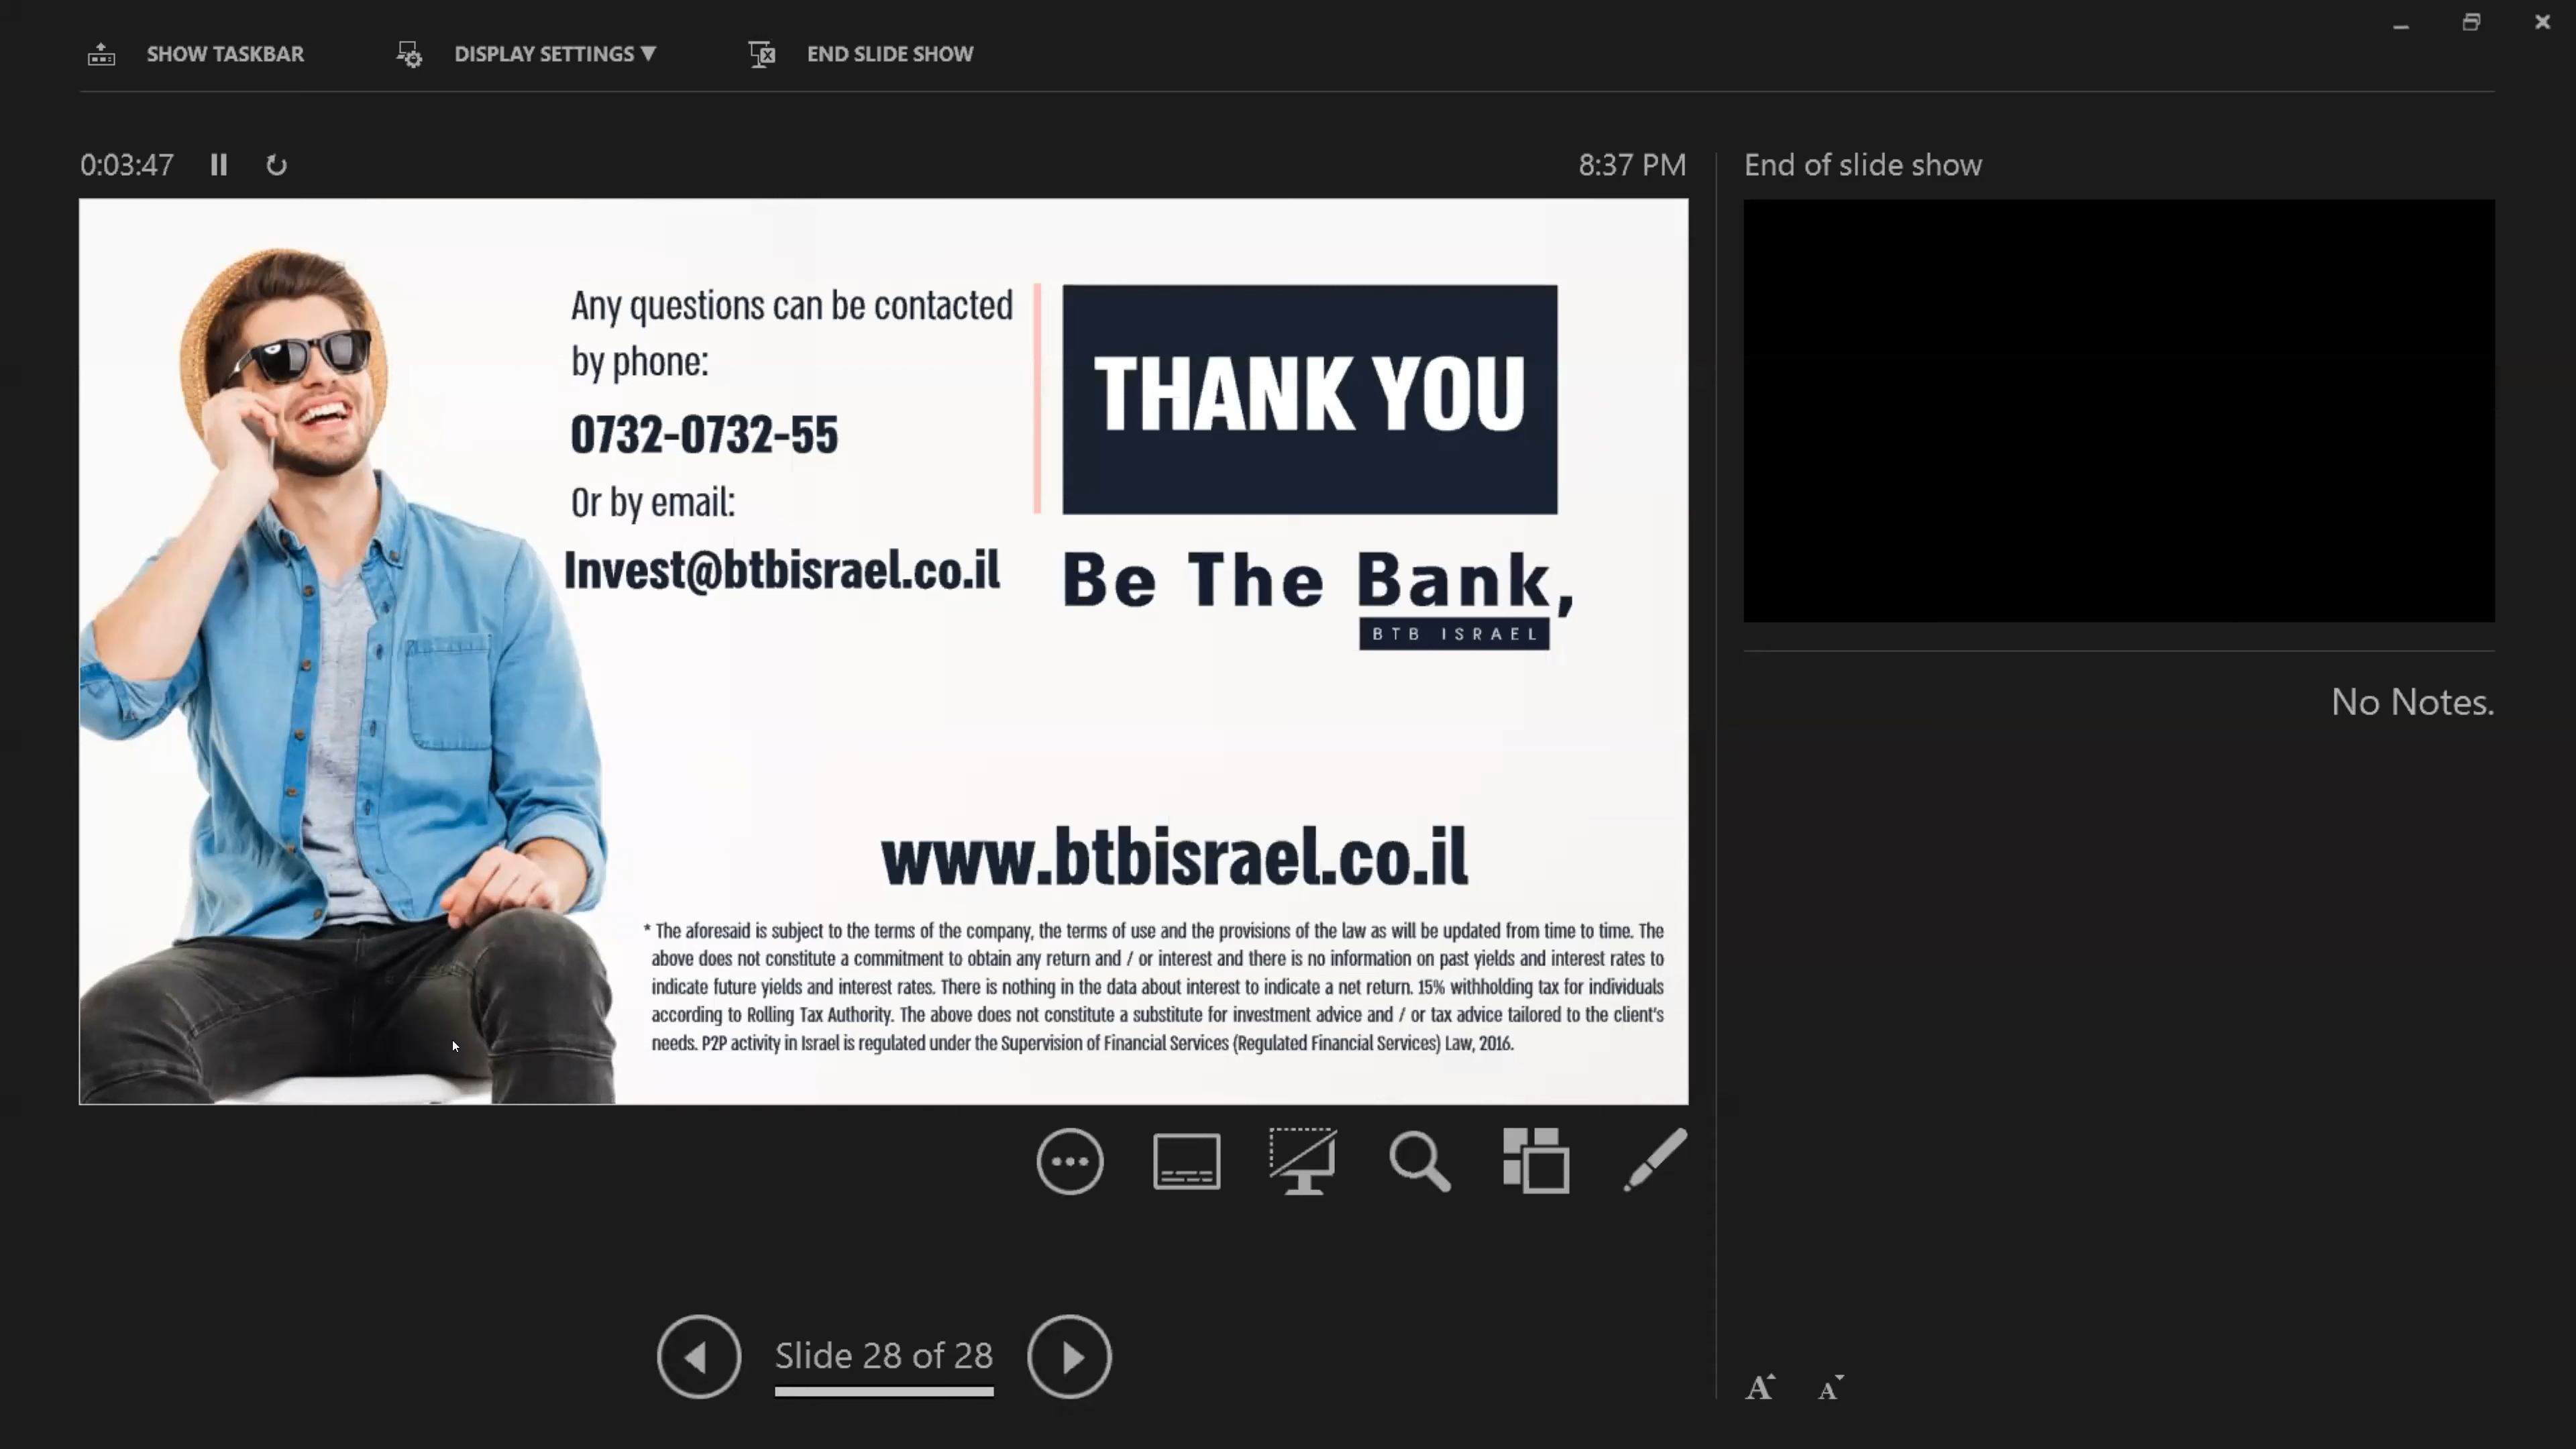 SHOW TASKBAR
DISPLAY SETTINGS ▼
END SLIDE SHOW
0:03:47
8:37 PM
End of slide show
Any questions can be contacted
by phone:
0732-0732-55
Or by email:
Invest@btbisrael.co.il
THANK YOU
Be The Bank,
BTB ISRAEL
www.btbisrael.co.il
* The aforesaid is subject to the terms of the company, the terms of use and the provisions of the law as will be updated from time to time. The
above does not constitute a commitment to obtain any return and / or interest and there is no information on past yields and interest rates to
indicate future yields and interest rates. There is nothing in the data about interest to indicate a net return. 15% withholding tax for individuals
according to Rolling Tax Authority. The above does not constitute a substitute for investment advice and / or tax advice tailored to the client's
needs. P2P activity in Israel is regulated under the Supervision of Financial Services (Regulated Financial Services) Law, 2016.
No Notes.
Slide 28 of 28
A A